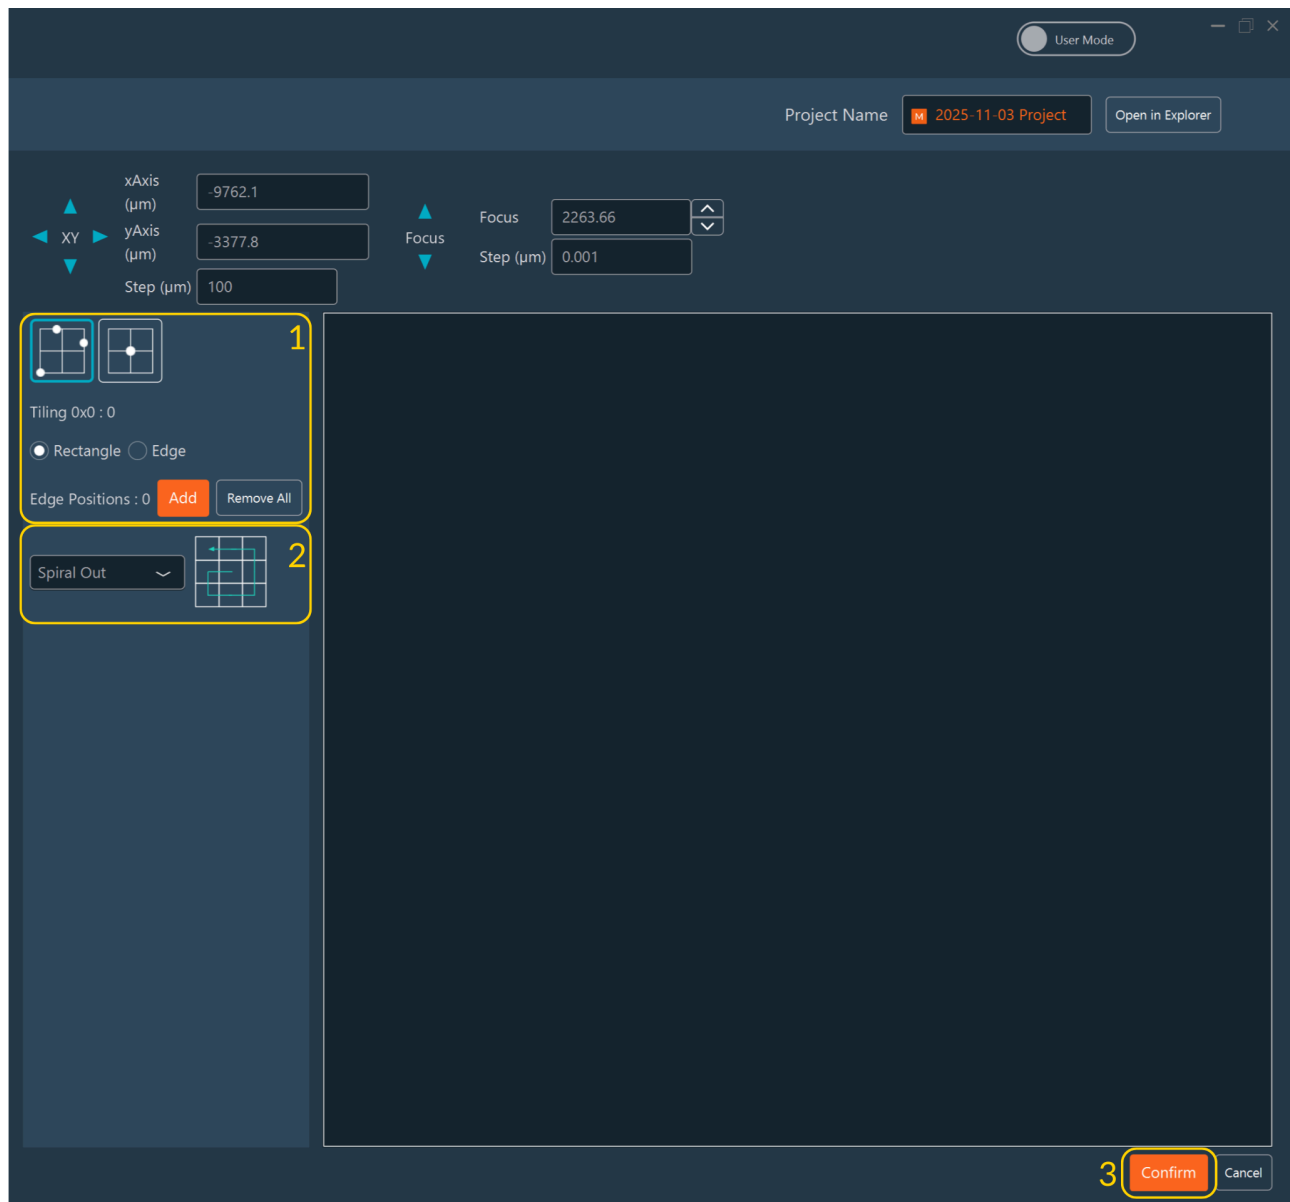 User Mode
Project Name M 2025-11-03 Project Open in Explorer
xAxis
(µm) -9762.1
yAxis
(µm) -3377.8
Step (µm) 100
XY
Focus
Focus 2263.66
Step (µm) 0.001
1
Tiling 0x0 : 0
Rectangle Edge
Edge Positions : 0 Add Remove All
2
Spiral Out
3 Confirm Cancel